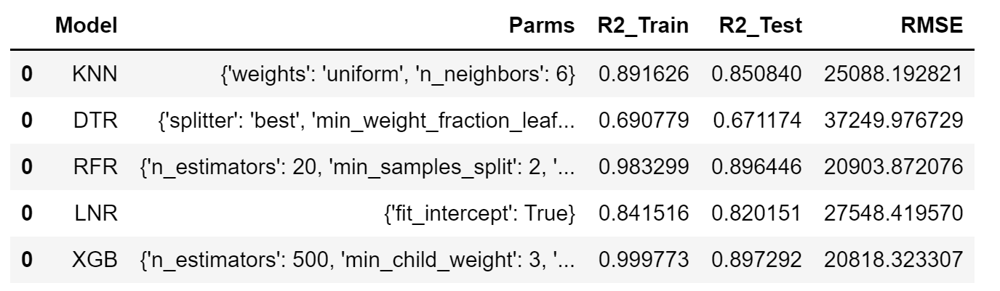 Model Parms R2_Train R2_Test RMSE
0 KNN {'weights': 'uniform', 'n_neighbors': 6} 0.891626 0.850840 25088.192821
0 DTR {'splitter': 'best', 'min_weight_fraction_leaf... 0.690779 0.671174 37249.976729
0 RFR {'n_estimators': 20, 'min_samples_split': 2, '... 0.983299 0.896446 20903.872076
0 LNR {'fit_intercept': True} 0.841516 0.820151 27548.419570
0 XGB {'n_estimators': 500, 'min_child_weight': 3, '... 0.999773 0.897292 20818.323307